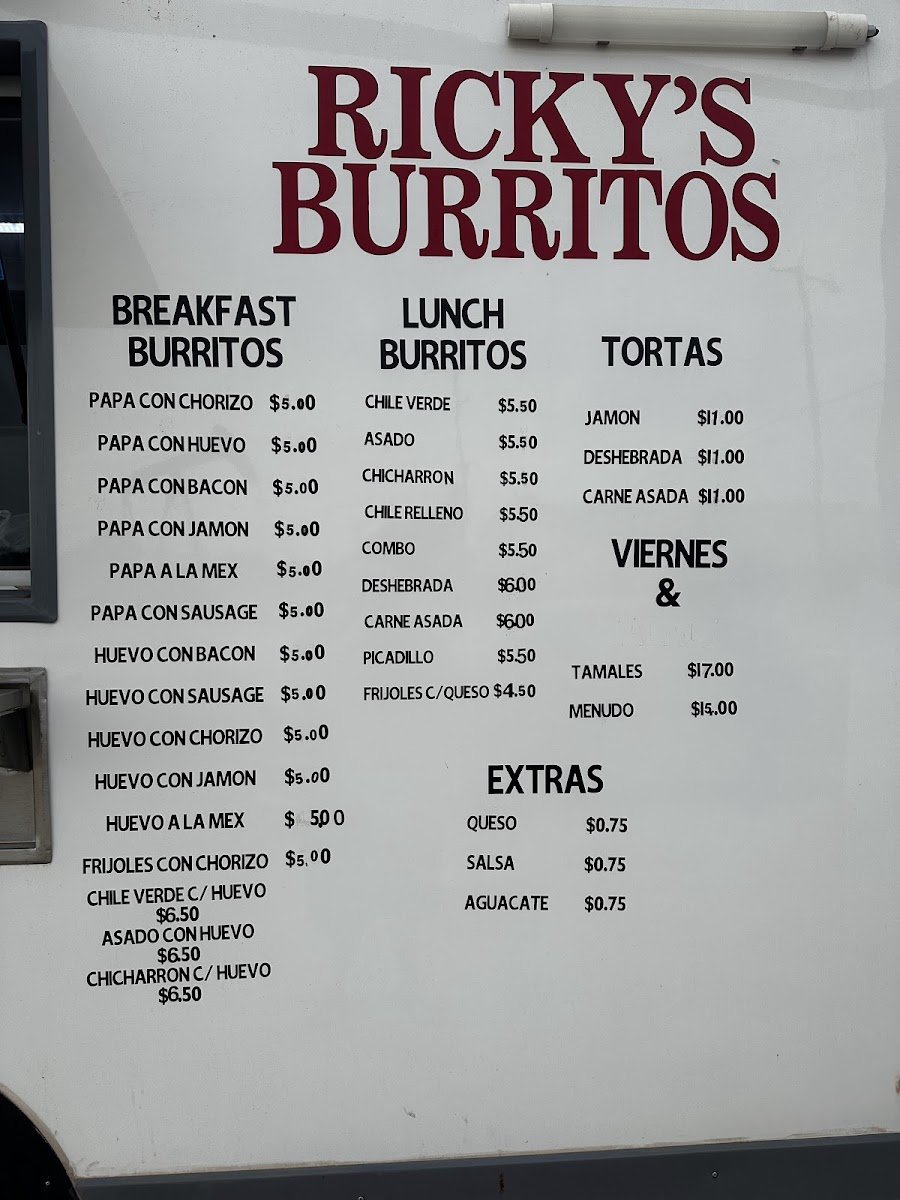 RICKY'S
BURRITOS
BREAKFAST
BURRITOS
PAPA CON CHORIZO $5.00
PAPA CON HUEVO $5.00
PAPA CON BACON $5.00
PAPA CON JAMON $5.00
PAPA A LA MEX $5.00
PAPA CON SAUSAGE $5.00
HUEVO CON BACON $5.00
HUEVO CON SAUSAGE $5.00
HUEVO CON CHORIZO $5.00
HUEVO CON JAMON $5.00
HUEVO A LA MEX $ 5.00
FRIJOLES CON CHORIZO $5.00
CHILE VERDE C/ HUEVO
$6.50
ASADO CON HUEVO
$6.50
CHICHARRON C/ HUEVO
$6.50
LUNCH
BURRITOS
CHILE VERDE $5.50
ASADO $5.50
CHICHARRON $5.50
CHILE RELLENO $5.50
COMBO $5.50
DESHEBRADA $6.00
CARNE ASADA $6.00
PICADILLO $5.50
FRIJOLES C/QUESO $4.50
TORTAS
JAMON $11.00
DESHEBRADA $11.00
CARNE ASADA $11.00
VIERNES
&
TAMALES $17.00
MENUDO $15.00
EXTRAS
QUESO $0.75
SALSA $0.75
AGUACATE $0.75